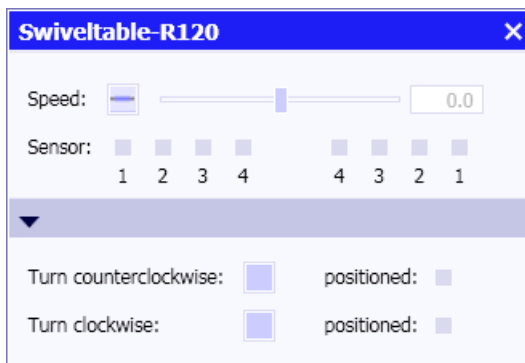 Swiveltable-R120
Speed: 0.0
Sensor:
1 2 3 4 4 3 2 1
Turn counterclockwise: positioned:
Turn clockwise: positioned: